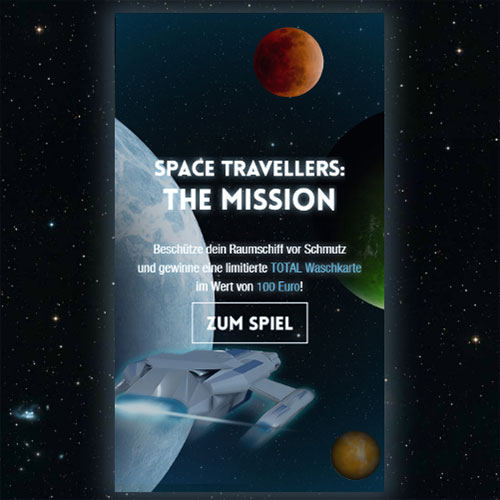 SPACE TRAVELLERS:
THE MISSION
Beschütze dein Raumschiff vor Schmutz
und gewinne eine limitierte TOTAL Waschkarte
im Wert von 100 Euro!
ZUM SPIEL